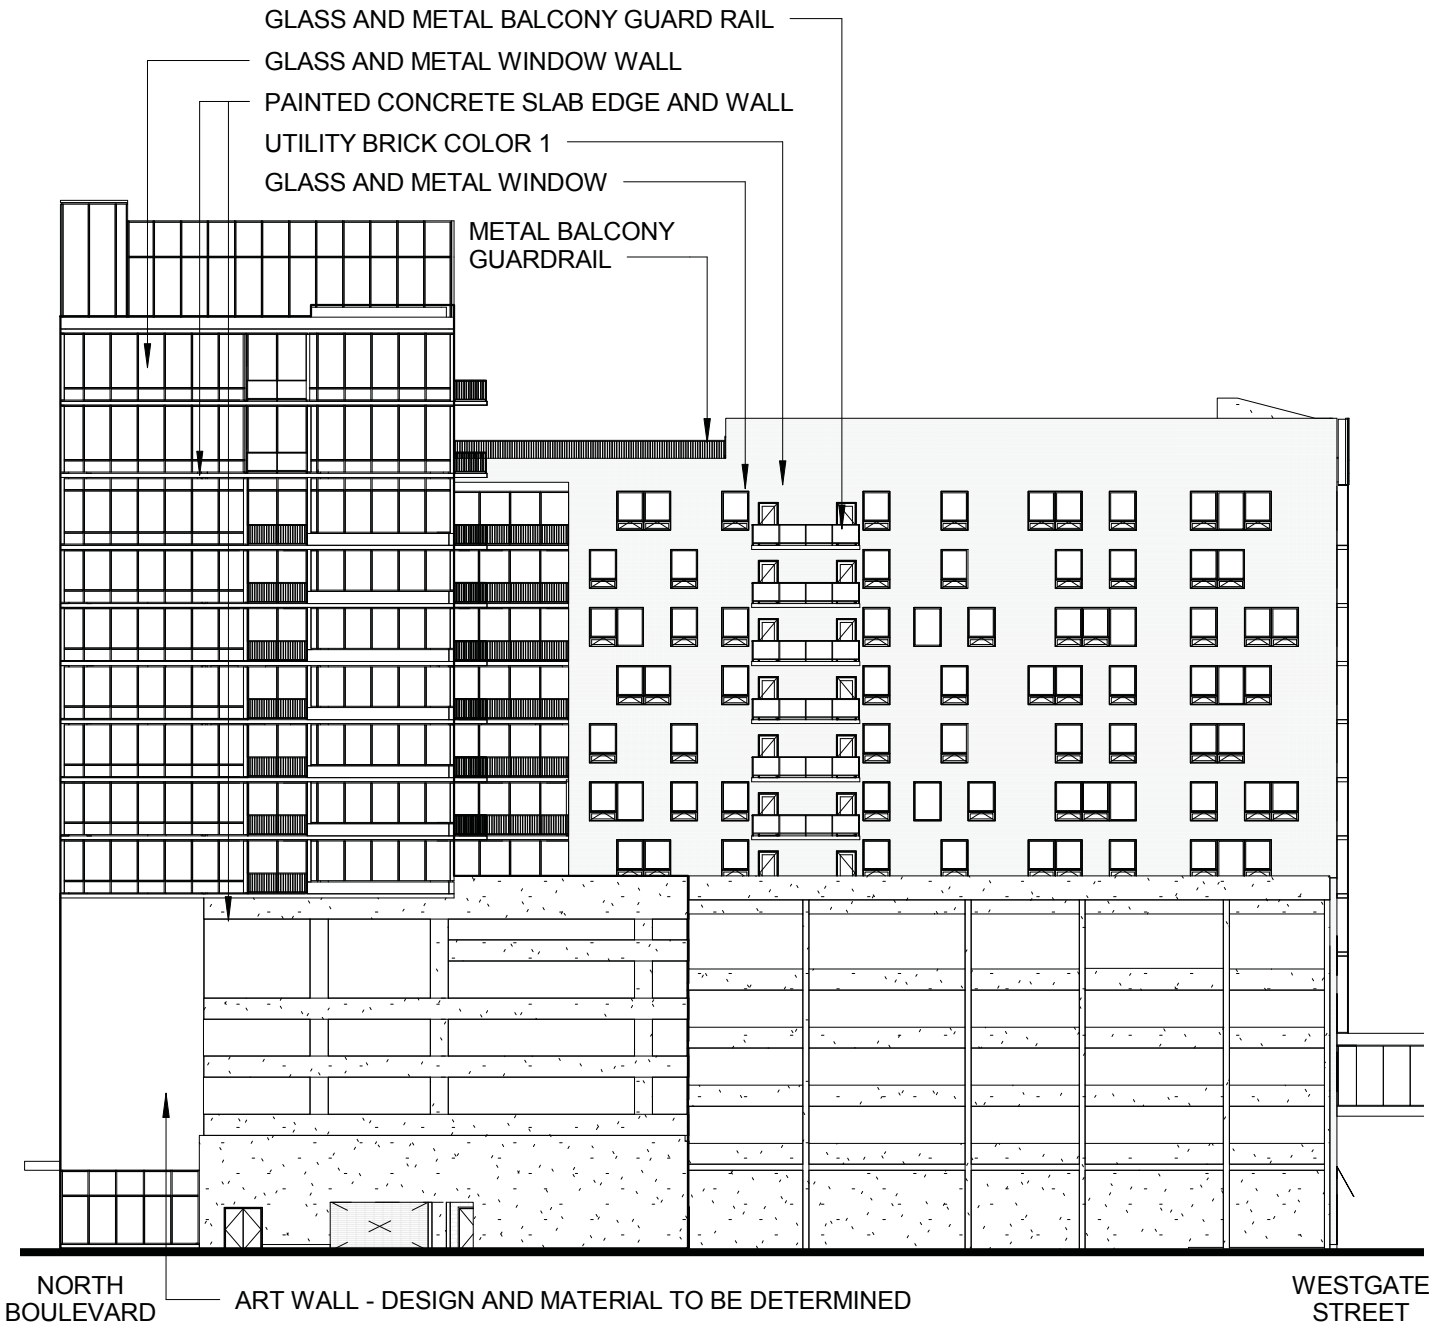 GLASS AND METAL BALCONY GUARD RAIL
GLASS AND METAL WINDOW WALL
PAINTED CONCRETE SLAB EDGE AND WALL
UTILITY BRICK COLOR 1
GLASS AND METAL WINDOW
METAL BALCONY
GUARDRAIL
NORTH
BOULEVARD
ART WALL - DESIGN AND MATERIAL TO BE DETERMINED
WESTGATE
STREET